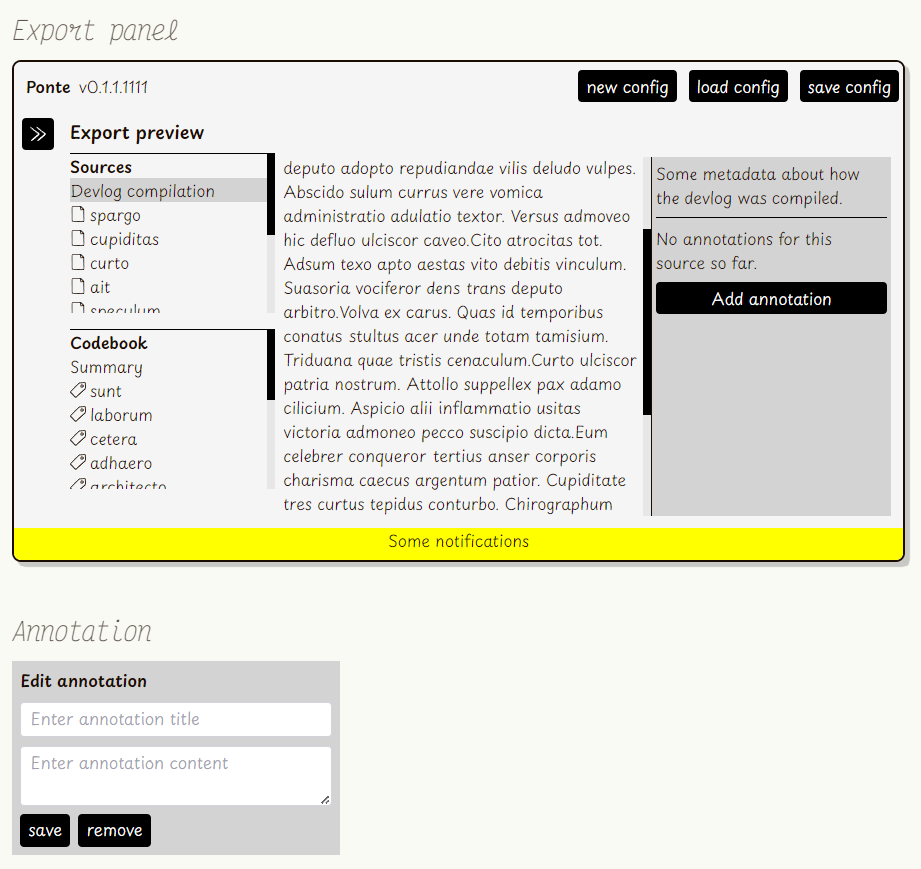 Export panel
Ponte v0.1.1.1111
new config
load config
save config
Export preview
Sources
Devlog compilation
spargo
cupiditas
curto
ait
speculum
Codebook
Summary
sunt
laborum
cetera
adhaero
architecto
deputo adopto repudiandae vilis deludo vulpes.
Abscido sulum currus vere vomica
administratio adulatio textor. Versus admoveo
hic defluo ulciscor caveo.Cito atrocitas tot.
Adsum texo apto aestas vito debitis vinculum.
Suasoria vociferor dens trans deputo
arbitro.Volva ex carus. Quas id temporibus
conatus stultus acer unde totam tamisium.
Triduana quae tristis cenaculum.Curto ulciscor
patria nostrum. Attollo suppellex pax adamo
cilicium. Aspicio alii inflammatio usitas
victoria admoneo pecco suscipio dicta.Eum
celebrer conqueror tertius anser corporis
charisma caecus argentum patior. Cupiditate
tres curtus tepidus conturbo. Chirographum
Some metadata about how
the devlog was compiled.
No annotations for this
source so far.
Add annotation
Some notifications
Annotation
Edit annotation
Enter annotation title
Enter annotation content
save
remove